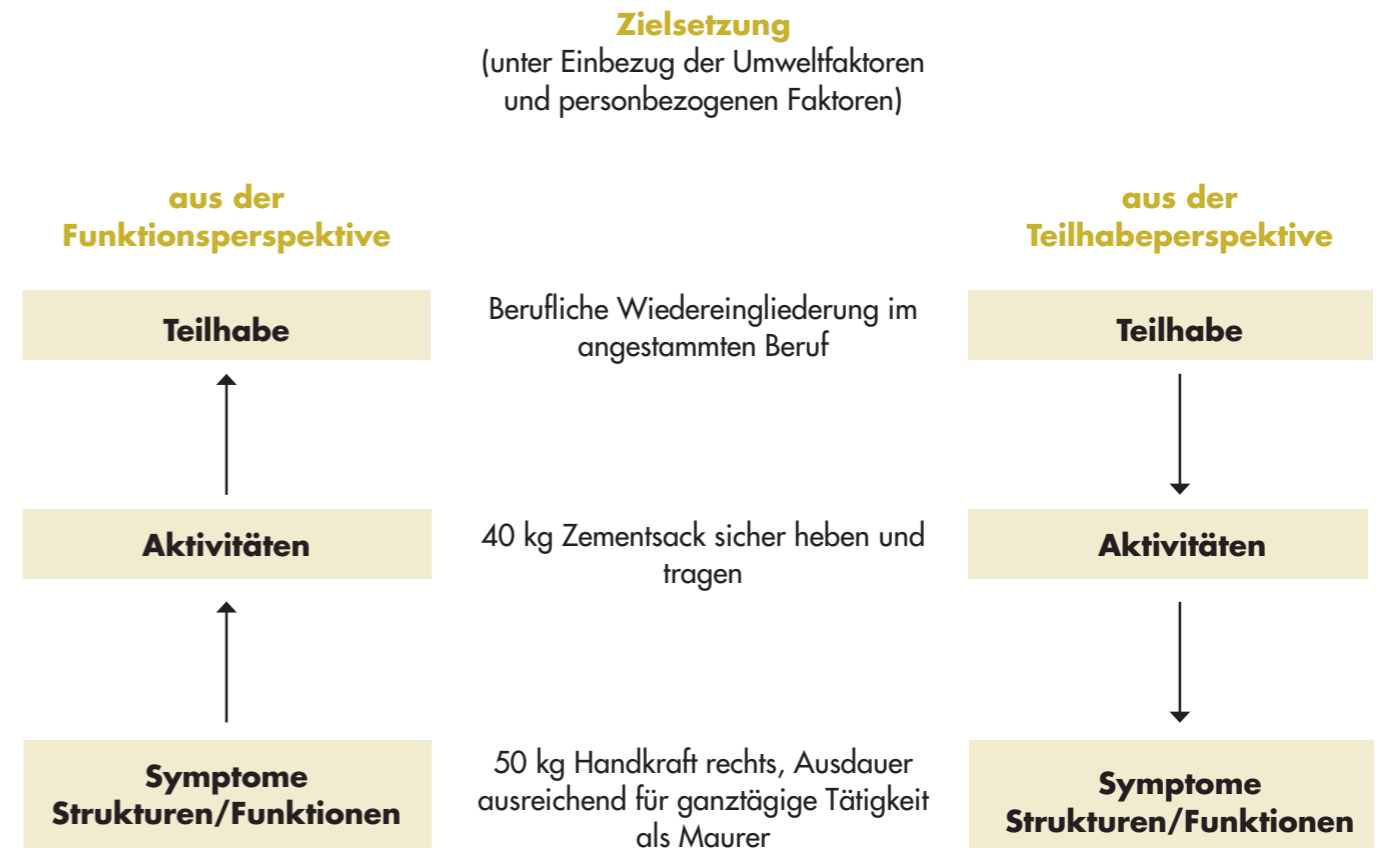 Zielsetzung
(unter Einbezug der Umweltfaktoren
und personbezogenen Faktoren)
aus der
Funktionsperspektive
aus der
Teilhabeperspektive
Teilhabe
Berufliche Wiedereingliederung im
angestammten Beruf
Teilhabe
Aktivitäten
40 kg Zementsack sicher heben und
tragen
Aktivitäten
Symptome
Strukturen/Funktionen
50 kg Handkraft rechts, Ausdauer
ausreichend für ganztägige Tätigkeit
als Maurer
Symptome
Strukturen/Funktionen